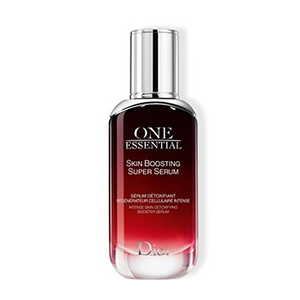 ONE
ESSENTIAL
SKIN BOOSTING
SUPER SERUM
SÉRUM DÉTOXIFIANT
RÉGÉNÉRATEUR CELLULAIRE INTENSE
INTENSE SKIN DETOXIFYING
BOOSTER SERUM
Dior